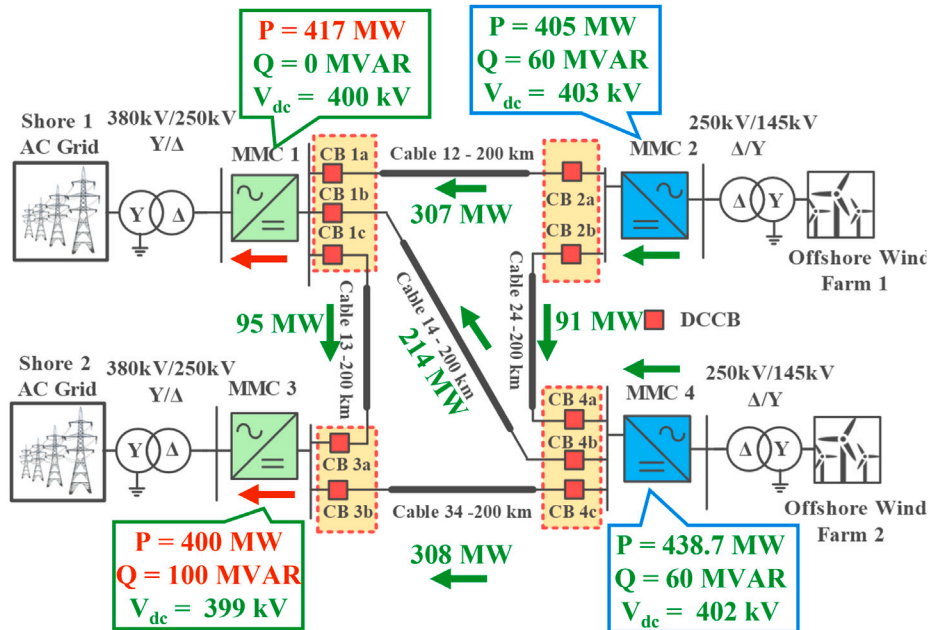 P = 417 MW
Q = 0 MVAR
Vdc = 400 kV
P = 405 MW
Q = 60 MVAR
Vdc = 403 kV
Shore 1
AC Grid
380kV/250kV
Y/Δ
MMC 1
CB 1a
CB 1b
CB 1c
Cable 12 - 200 km
307 MW
CB 2a
CB 2b
MMC 2
250kV/145kV
Δ/Y
Y
Δ
Δ
Y
Offshore Wind
Farm 1
95 MW
Cable 13 -200 km
Cable 14 - 200 km
214 MW
Cable 24 -200 km
91 MW
DCCB
Shore 2
AC Grid
380kV/250kV
Y/Δ
MMC 3
CB 3a
CB 3b
Cable 34 -200 km
308 MW
CB 4a
CB 4b
CB 4c
MMC 4
250kV/145kV
Δ/Y
Y
Δ
Δ
Y
Offshore Wind
Farm 2
P = 400 MW
Q = 100 MVAR
Vdc = 399 kV
P = 438.7 MW
Q = 60 MVAR
Vdc = 402 kV